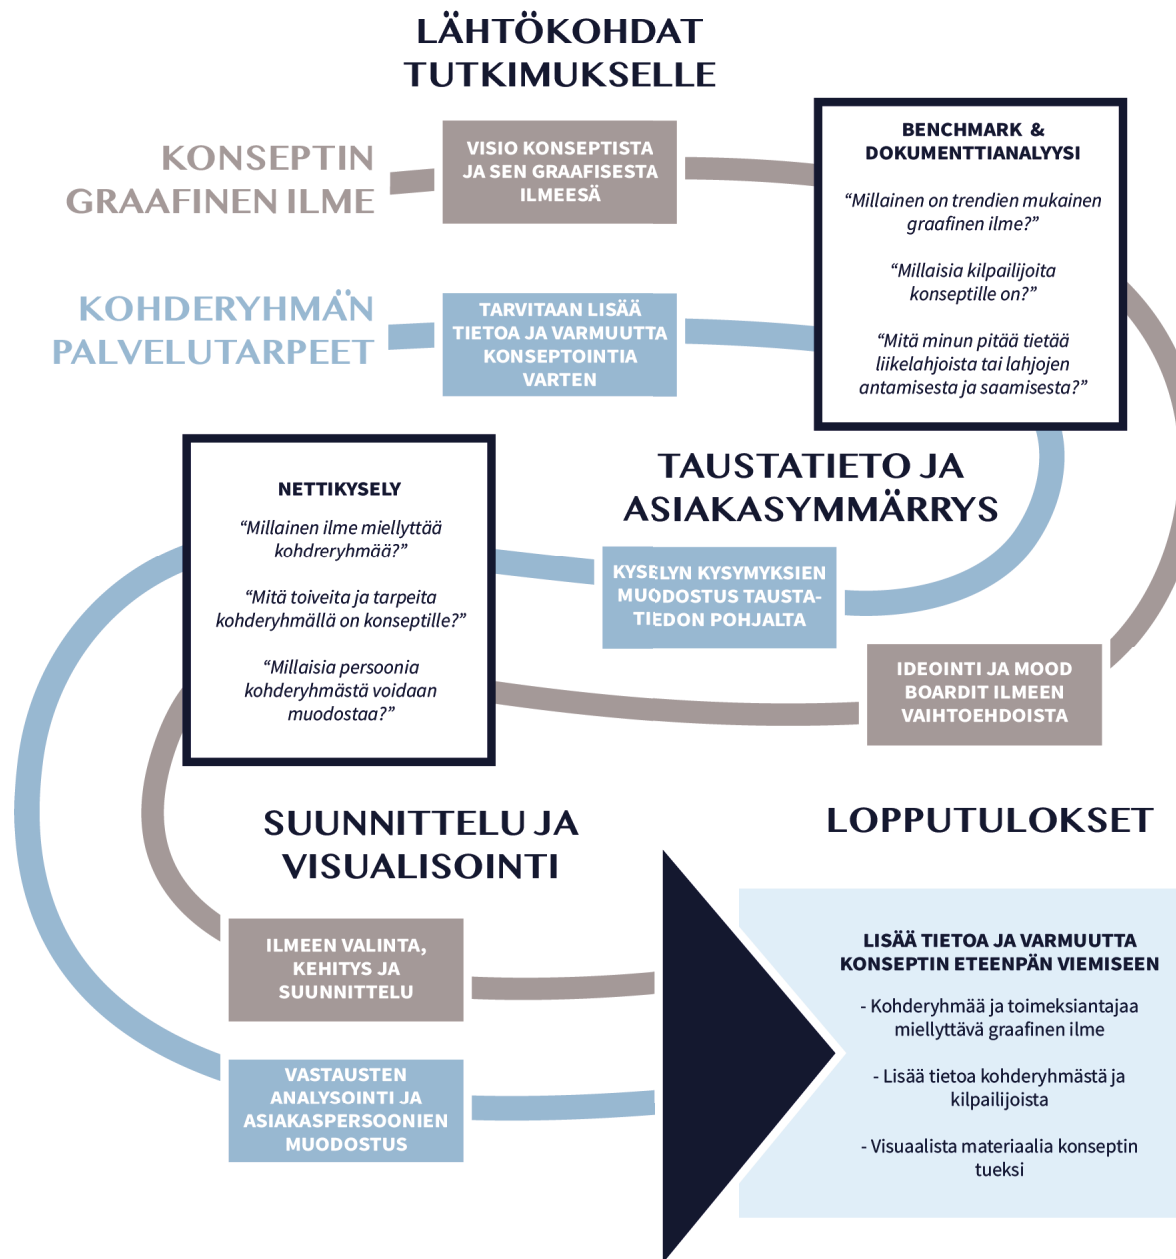 LÄHTÖKOHDAT
TUTKIMUKSELLE
KONSEPTIN
GRAAFINEN ILME
VISIO KONSEPTISTA
JA SEN GRAAFISESTA
ILMEESÄ
BENCHMARK &
DOKUMENTTIANALYYSI
“Millainen on trendien mukainen
graafinen ilme?”
“Millaisia kilpailijoita
konseptille on?”
“Mitä minun pitää tietää
liikelahjoista tai lahjojen
antamisesta ja saamisesta?”
KOHDERYHMÄN
PALVELUTARPEET
TARVITAAN LISÄÄ
TIETOA JA VARMUUTTA
KONSEPTOINTIA
VARTEN
TAUSTATIETO JA
ASIAKASYMMÄRRYS
NETTIKYSELY
“Millainen ilme miellyttää
kohdreryhmää?”
“Mitä toiveita ja tarpeita
kohderyhmällä on konseptille?”
“Millaisia persoonia
kohderyhmästä voidaan
muodostaa?”
KYSELYN KYSYMYKSIEN
MUODOSTUS TAUSTA-
TIEDON POHJALTA
IDEOINTI JA MOOD
BOARDIT ILMEEN
VAIHTOEHDOISTA
SUUNNITTELU JA
VISUALISOINTI
ILMEEN VALINTA,
KEHITYS JA
SUUNNITTELU
VASTAUSTEN
ANALYSOINTI JA
ASIAKASPERSOONIEN
MUODOSTUS
LOPPUTULOKSET
LISÄÄ TIETOA JA VARMUUTTA
KONSEPTIN ETEENPÄN VIEMISEEN
- Kohderyhmää ja toimeksiantajaa
miellyttävä graafinen ilme
- Lisää tietoa kohderyhmästä ja
kilpailijoista
- Visuaalista materiaalia konseptin
tueksi